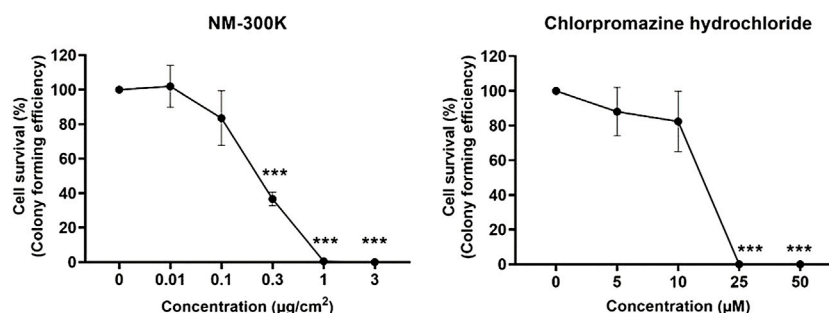 NM-300K
Cell survival (%)
(Colony forming efficiency)
120
100
80
60
40
20
0
***
***
***
0 0.01 0.1 0.3 1 3
Concentration (µg/cm²)
Chlorpromazine hydrochloride
Cell survival (%)
(Colony forming efficiency)
120
100
80
60
40
20
0
***
***
0 5 10 25 50
Concentration (µM)